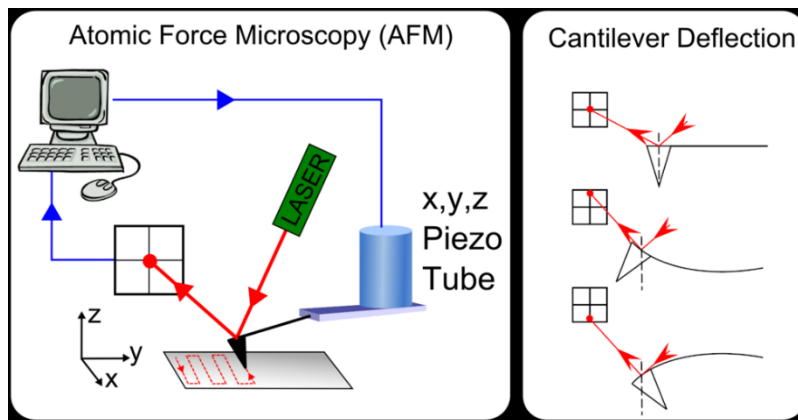 Atomic Force Microscopy (AFM)
Cantilever Deflection
LASER
x,y,z
Piezo
Tube
z
y
x